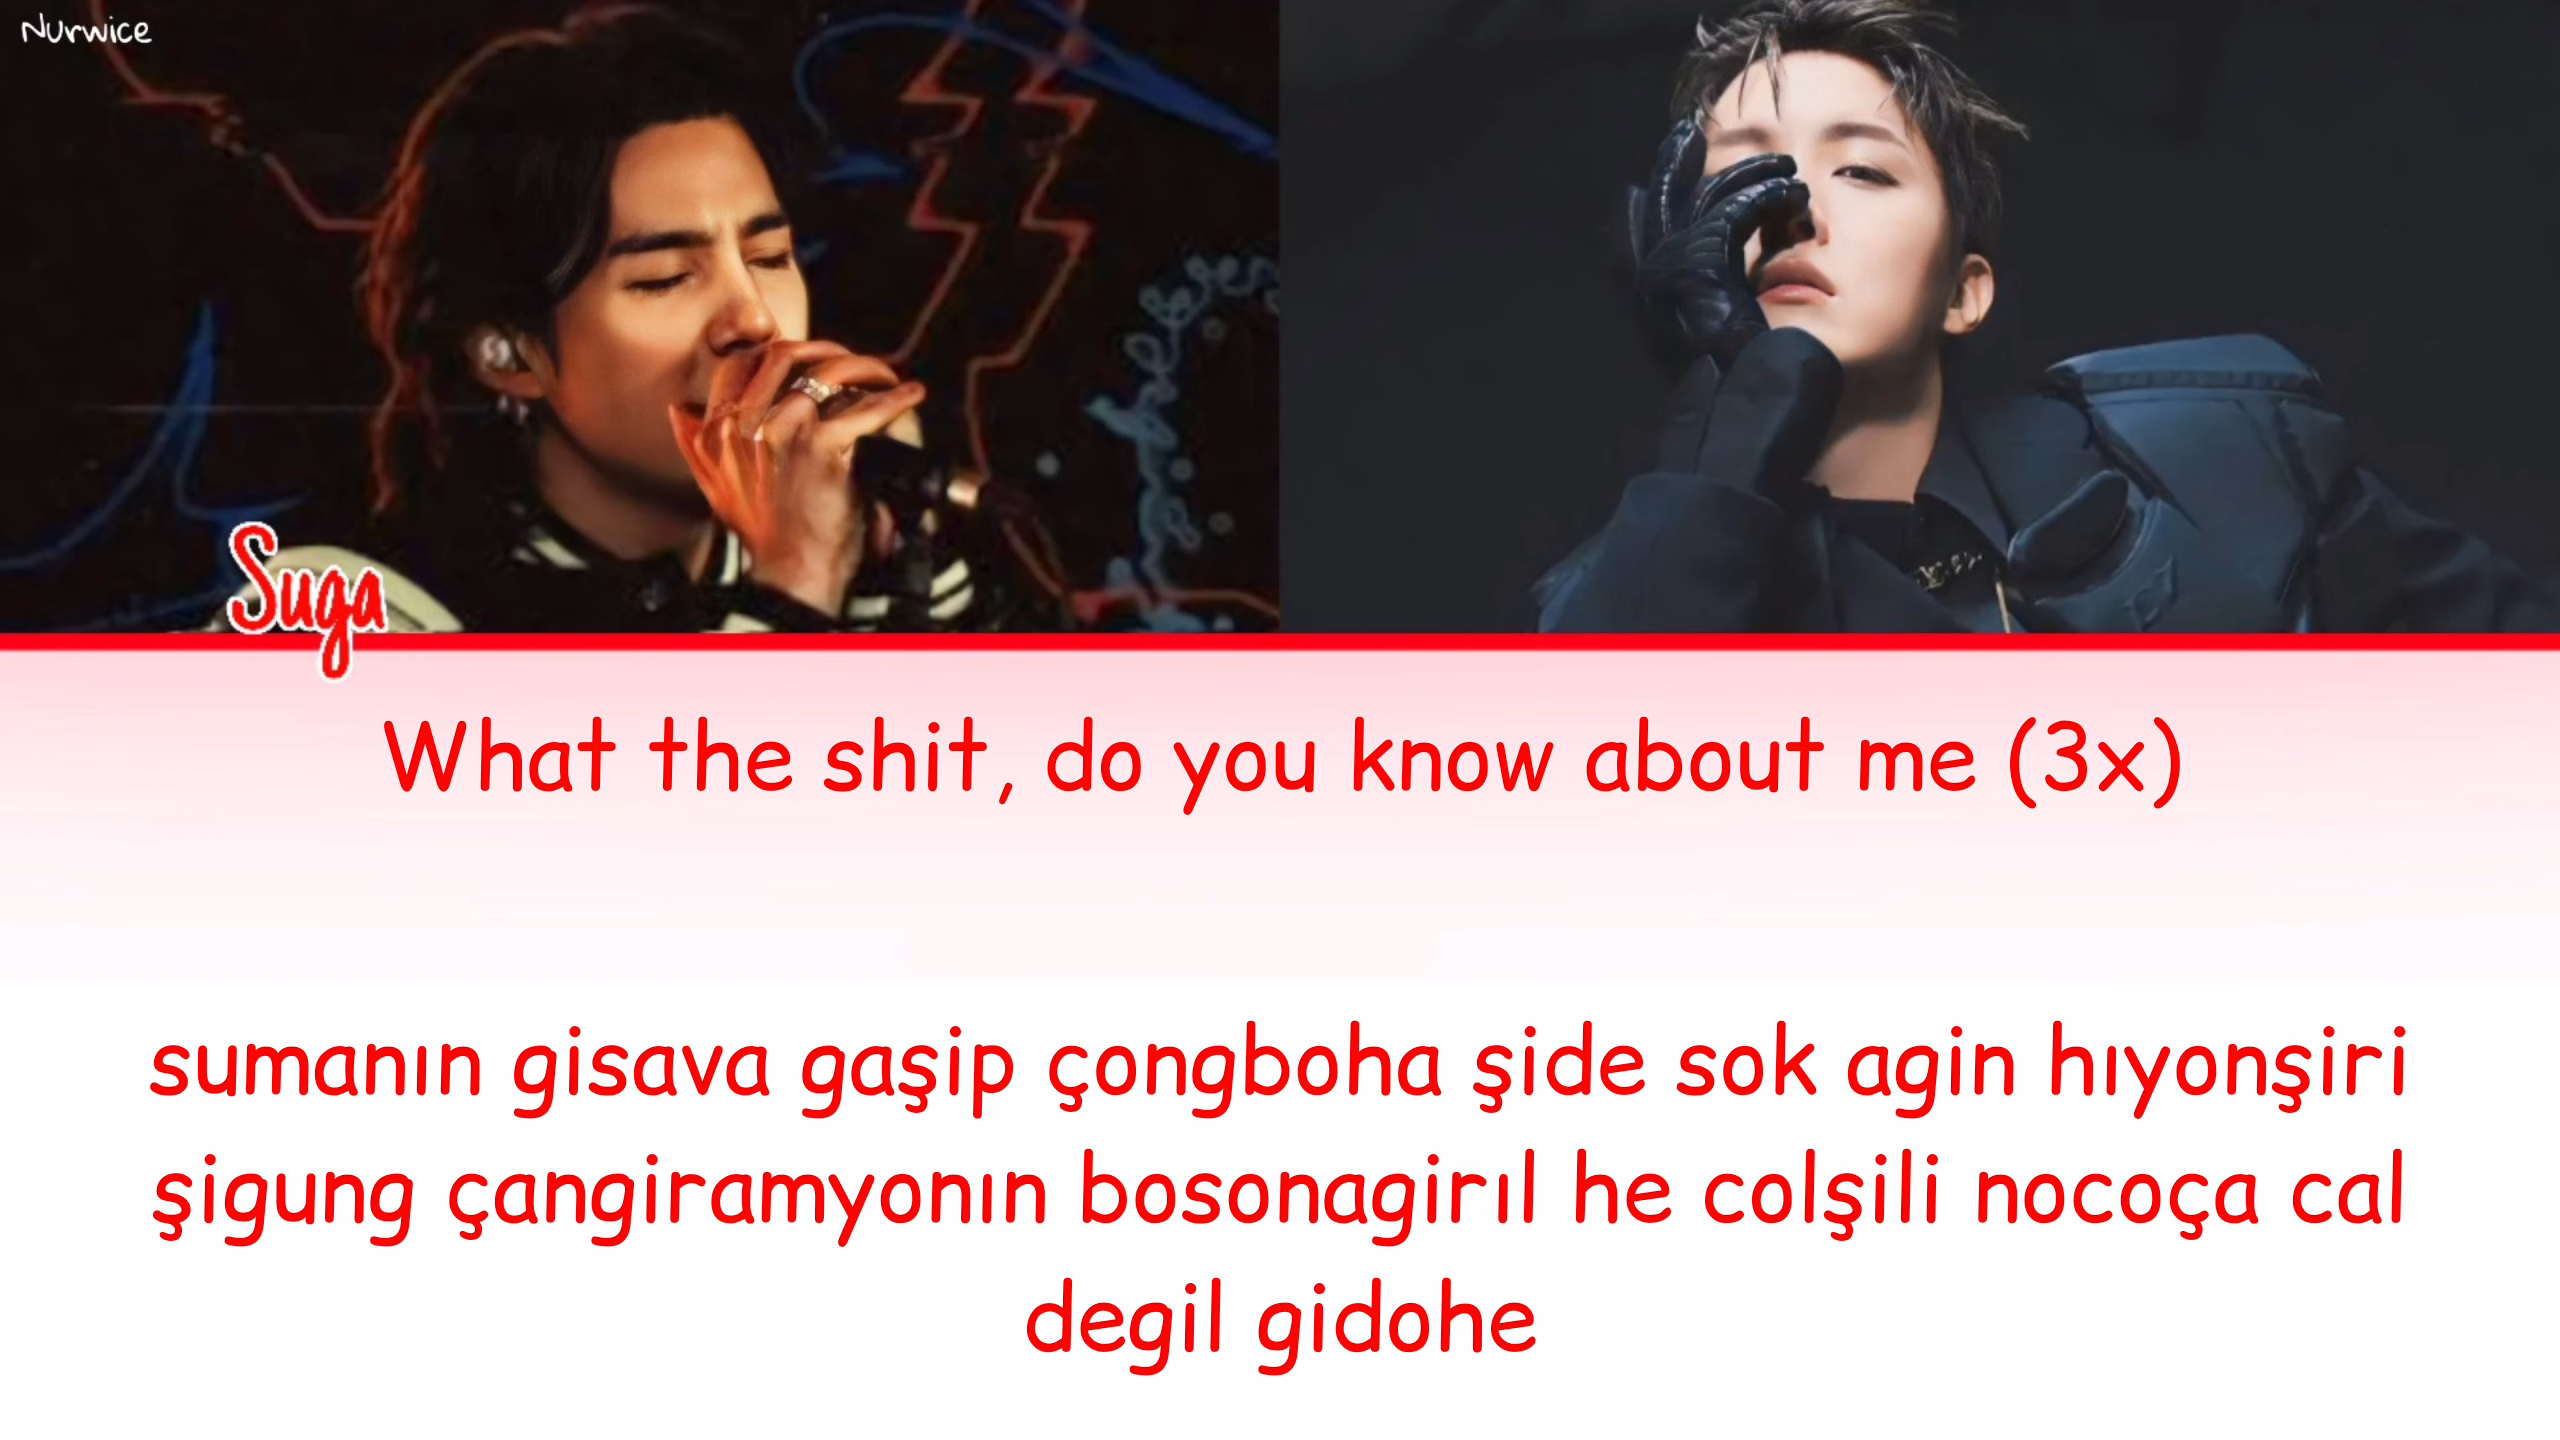 Nurwice
Suga
What the shit, do you know about me (3x)
sumanın gisava gaşip çongboha şide sok agin hıyonşiri
şigung çangiramyonın bosonagirıl he colşili nocoça cal
degil gidohe